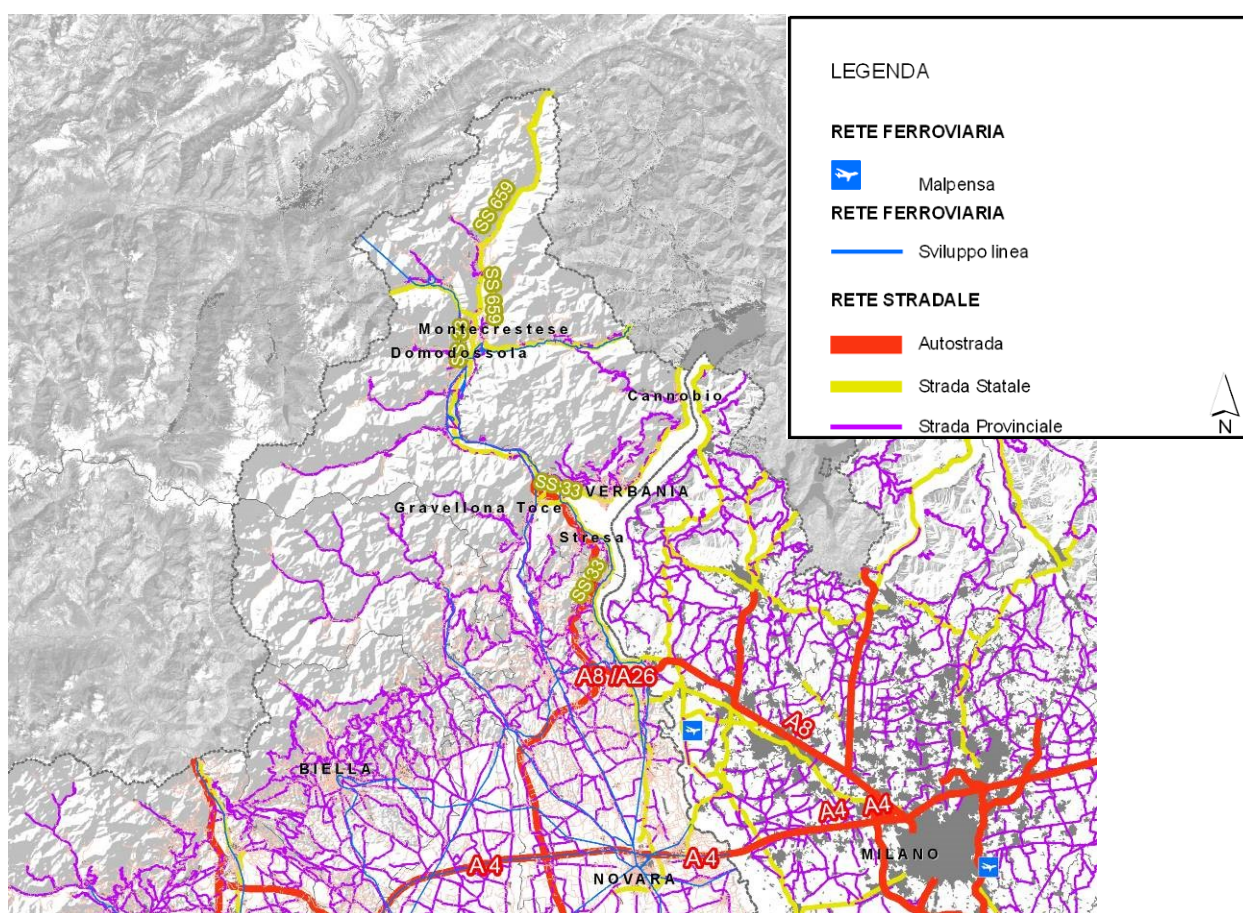 LEGENDA
RETE FERROVIARIA
Malpensa
RETE FERROVIARIA
Sviluppo linea
RETE STRADALE
Autostrada
Strada Statale
Strada Provinciale
N
SS 659
SS 659
Montecrestese
Domodossola
Cannobio
SS 33
VERBANIA
Gravellona Toce
Stresa
SS 33
A8 /A26
A8
BIELLA
A4
A4
MILANO
A4
A4
NOVARA